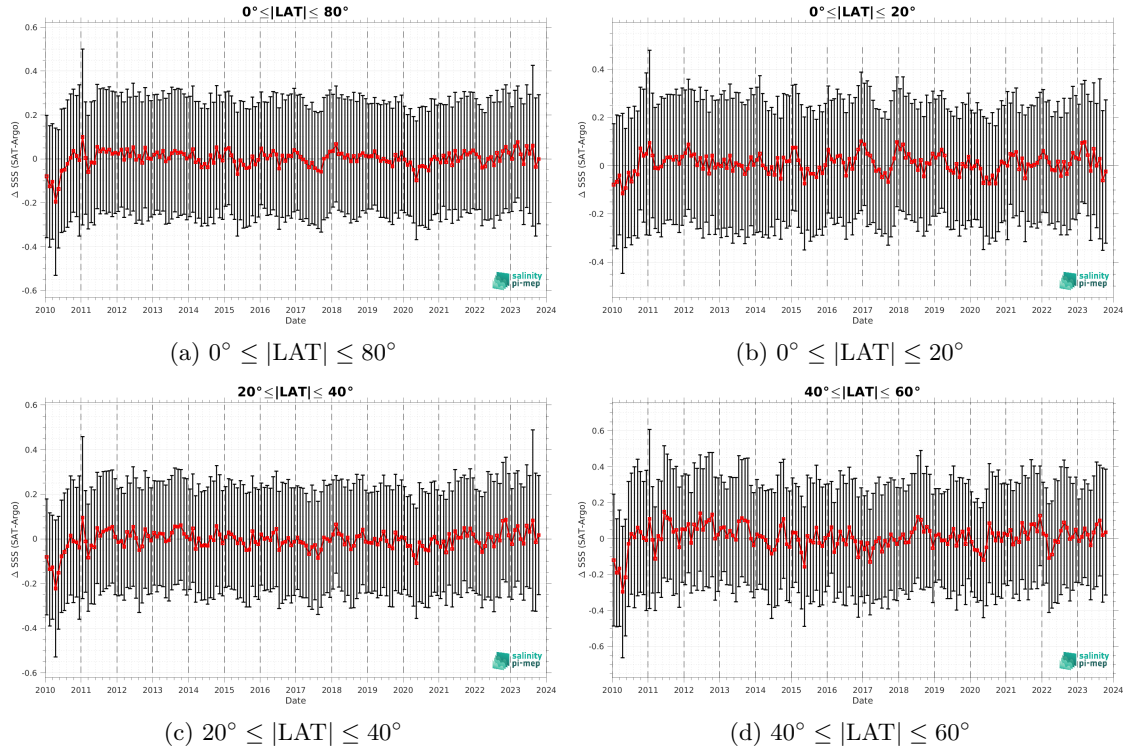 0°≤|LAT|≤ 80°
Δ SSS (SAT-Argo)
0.6
0.4
0.2
0
-0.2
-0.4
-0.6
2010 2011 2012 2013 2014 2015 2016 2017 2018 2019 2020 2021 2022 2023 2024
Date
salinity
pi-mep
(a) 0° ≤ |LAT| ≤ 80°
0°≤|LAT|≤ 20°
Δ SSS (SAT-Argo)
0.4
0.2
0
-0.2
-0.4
2010 2011 2012 2013 2014 2015 2016 2017 2018 2019 2020 2021 2022 2023 2024
Date
salinity
pi-mep
(b) 0° ≤ |LAT| ≤ 20°
20°≤|LAT|≤ 40°
Δ SSS (SAT-Argo)
0.6
0.4
0.2
0
-0.2
-0.4
-0.6
2010 2011 2012 2013 2014 2015 2016 2017 2018 2019 2020 2021 2022 2023 2024
Date
salinity
pi-mep
(c) 20° ≤ |LAT| ≤ 40°
40°≤|LAT|≤ 60°
Δ SSS (SAT-Argo)
0.6
0.4
0.2
0
-0.2
-0.4
-0.6
2010 2011 2012 2013 2014 2015 2016 2017 2018 2019 2020 2021 2022 2023 2024
Date
salinity
pi-mep
(d) 40° ≤ |LAT| ≤ 60°